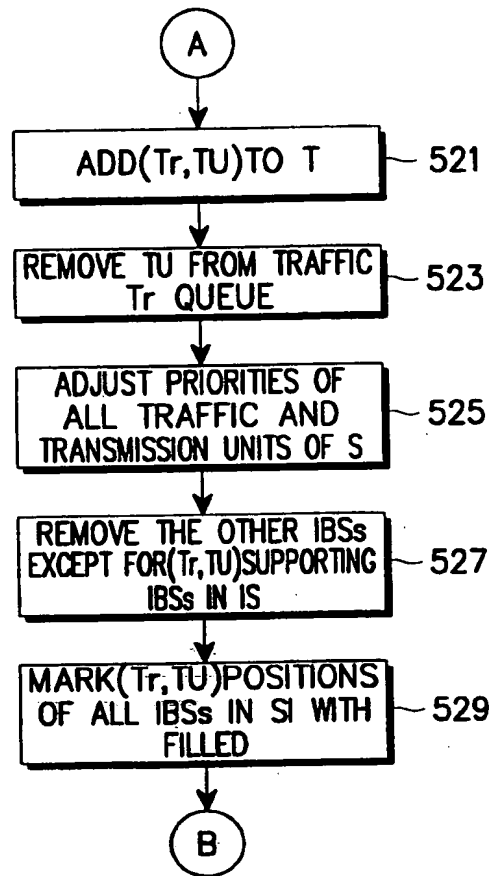 A
ADD(Tr,TU)TO T
521
REMOVE TU FROM TRAFFIC
Tr QUEUE
523
ADJUST PRIORITIES OF
ALL TRAFFIC AND
TRANSMISSION UNITS OF S
525
REMOVE THE OTHER IBSs
EXCEPT FOR(Tr,TU)SUPPORTING
IBSs IN IS
527
MARK(Tr,TU)POSITIONS
OF ALL IBSs IN SI WITH
FILLED
529
B